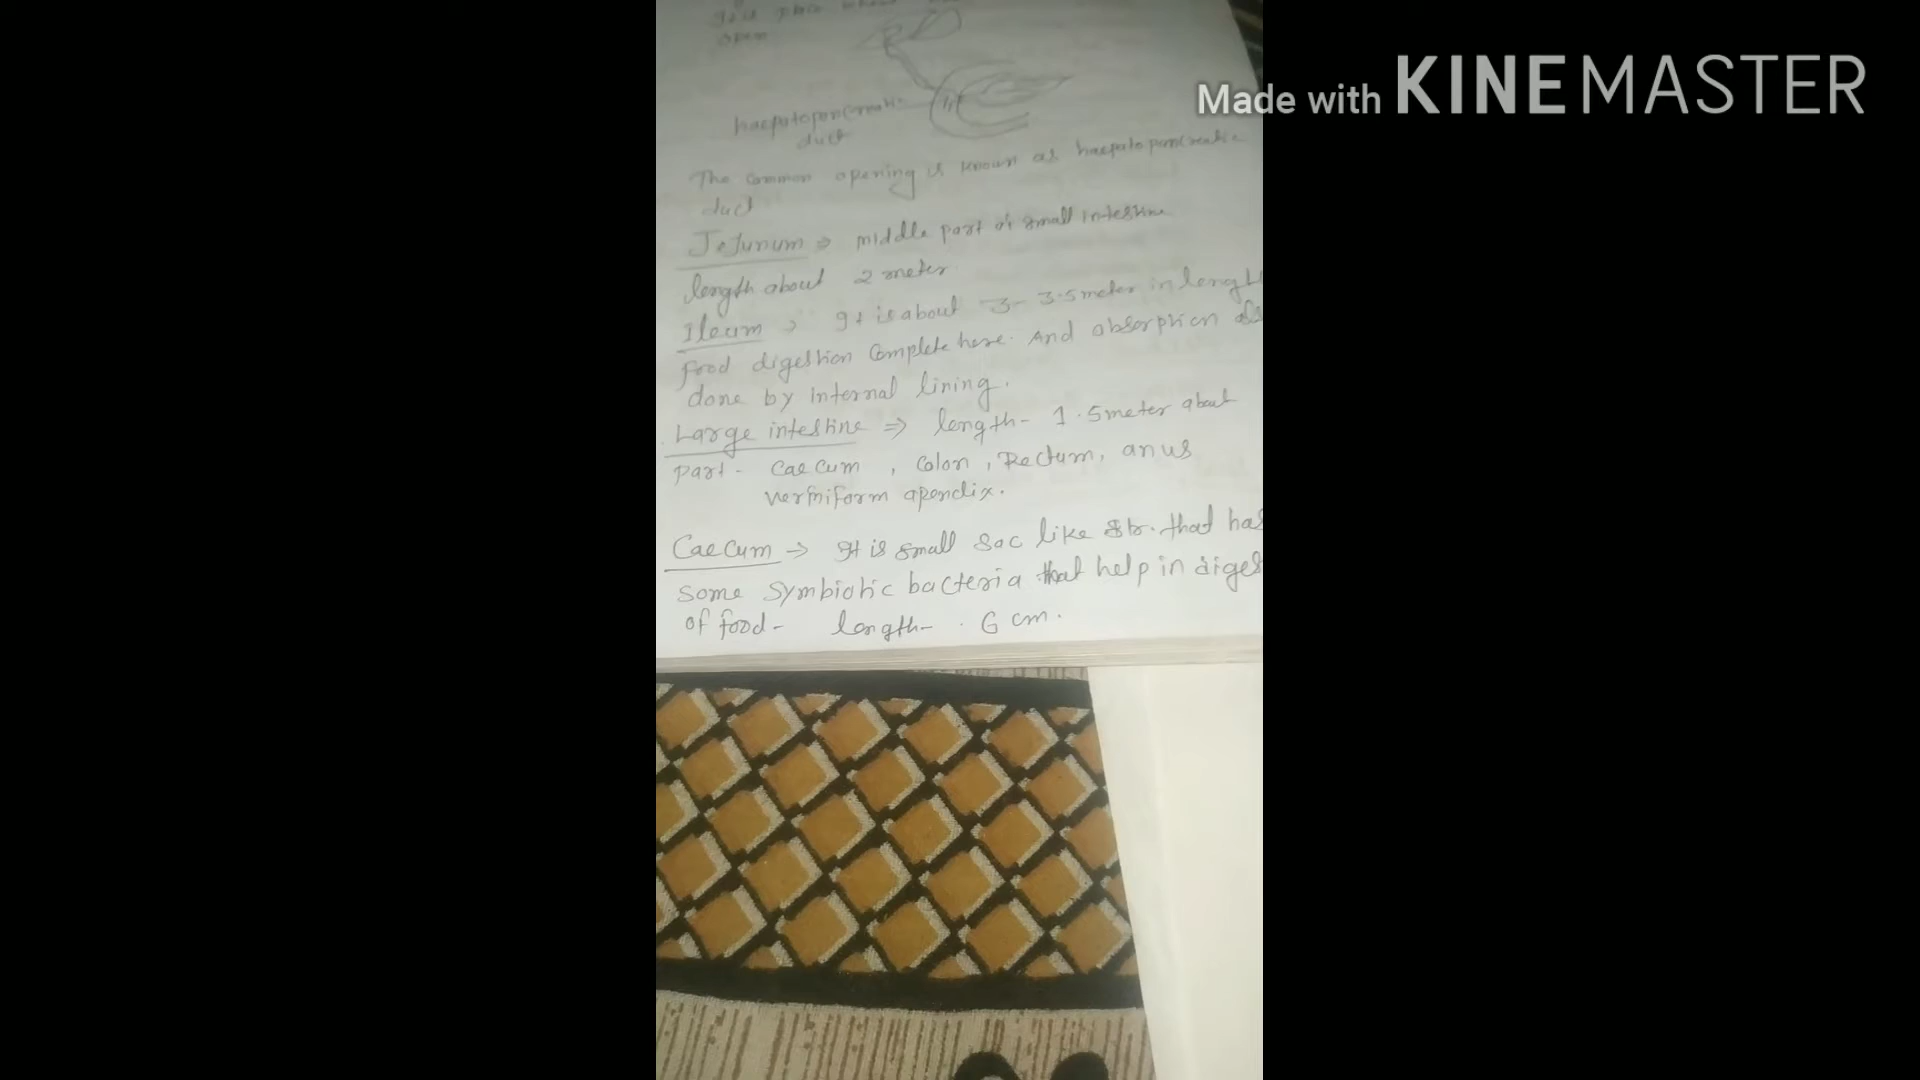 open
Made with KINEMASTER
haepatopancreatic
duct
The common opening is known as haepato pancreatic
duct
Jejunum ⇒ middle part of small intestine
length about 2 meter
Ileum → It is about 3- 3.5 meter in length
food digestion complete here. And absorption also
done by internal lining.
Large intestine ⇒ length- 1.5 meter about
part- Caecum, Colon, Rectum, anus
vermiform apendix.
Caecum → It is small sac like str. that has
some symbiotic bacteria that help in diges
of food- length- 6 cm.